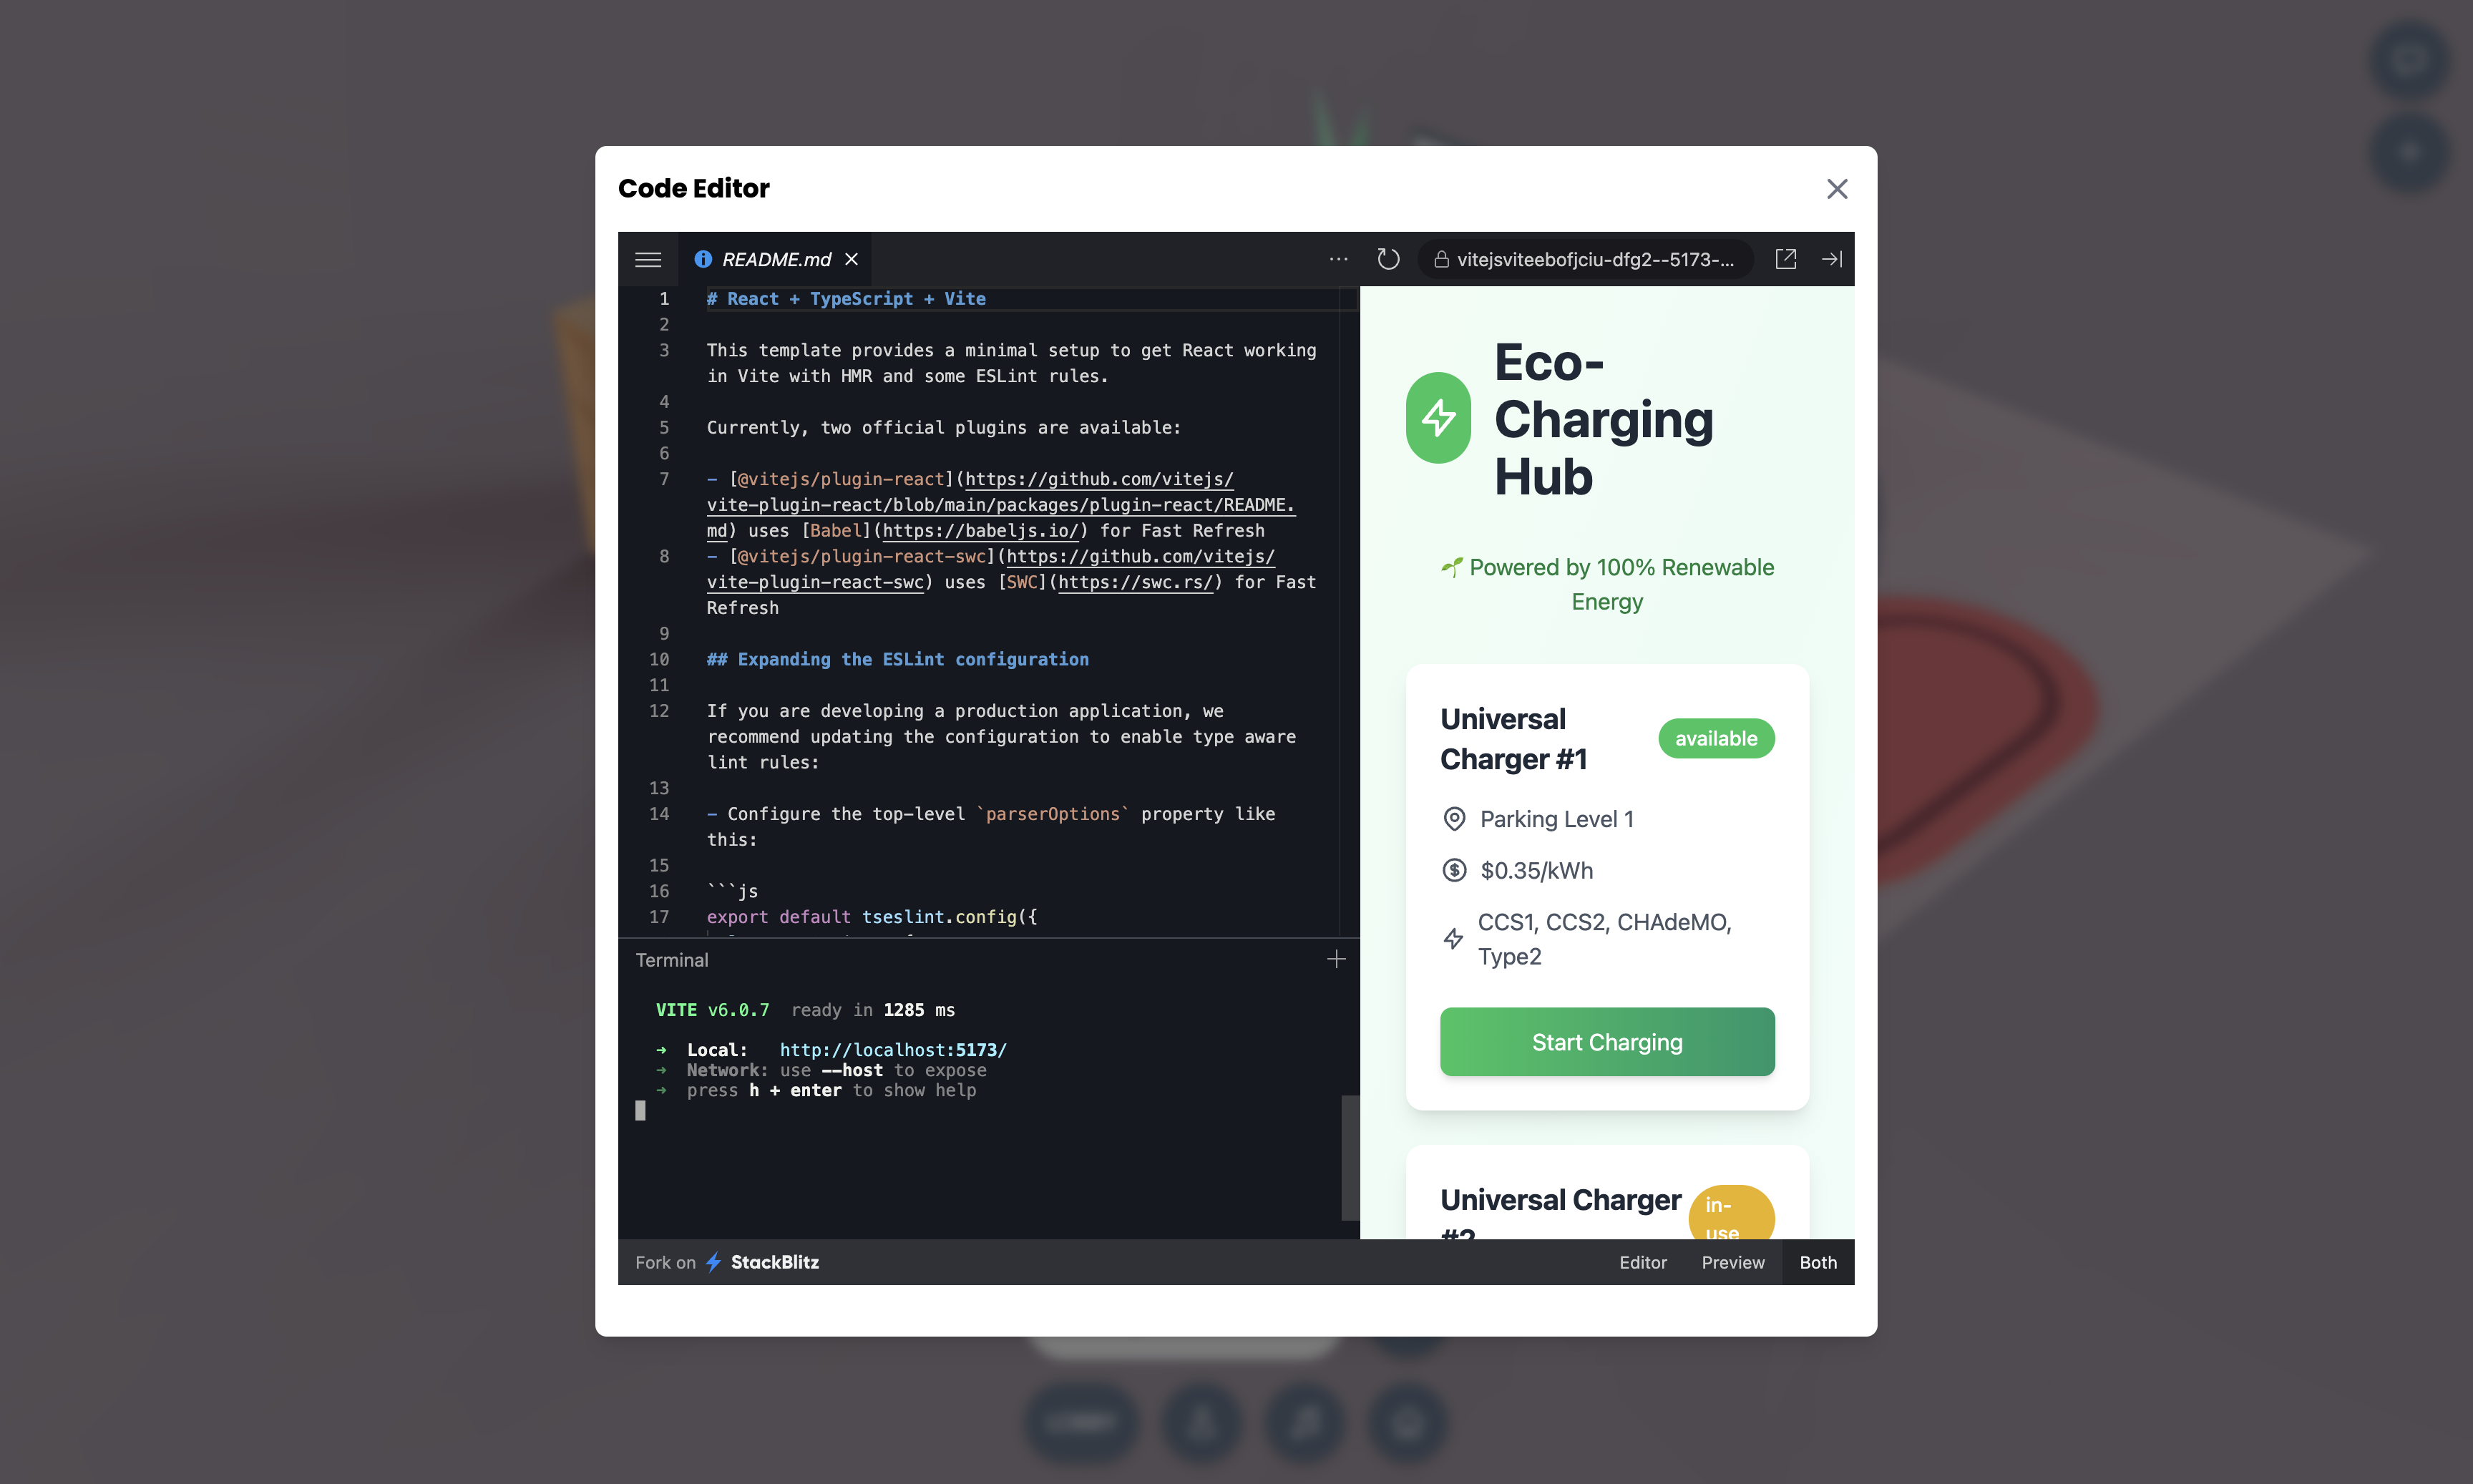 Code Editor
README.md
vitejsviteebofjciu-dfg2--5173-...
1 # React + TypeScript + Vite
2
3 This template provides a minimal setup to get React working
in Vite with HMR and some ESLint rules.
4
5 Currently, two official plugins are available:
6
7 - [@vitejs/plugin-react](https://github.com/vitejs/
vite-plugin-react/blob/main/packages/plugin-react/README.
md) uses [Babel](https://babeljs.io/) for Fast Refresh
8 - [@vitejs/plugin-react-swc](https://github.com/vitejs/
vite-plugin-react-swc) uses [SWC](https://swc.rs/) for Fast
Refresh
9
10 ## Expanding the ESLint configuration
11
12 If you are developing a production application, we
recommend updating the configuration to enable type aware
lint rules:
13
14 - Configure the top-level `parserOptions` property like
this:
15
16 ```js
17 export default tseslint.config({
Terminal
VITE v6.0.7 ready in 1285 ms
➜ Local: http://localhost:5173/
➜ Network: use --host to expose
➜ press h + enter to show help
Eco-
Charging
Hub
🌱 Powered by 100% Renewable
Energy
Universal
Charger #1
available
Parking Level 1
$0.35/kWh
CCS1, CCS2, CHAdeMO,
Type2
Start Charging
Universal Charger
#2
in-
use
Fork on StackBlitz
Editor Preview Both